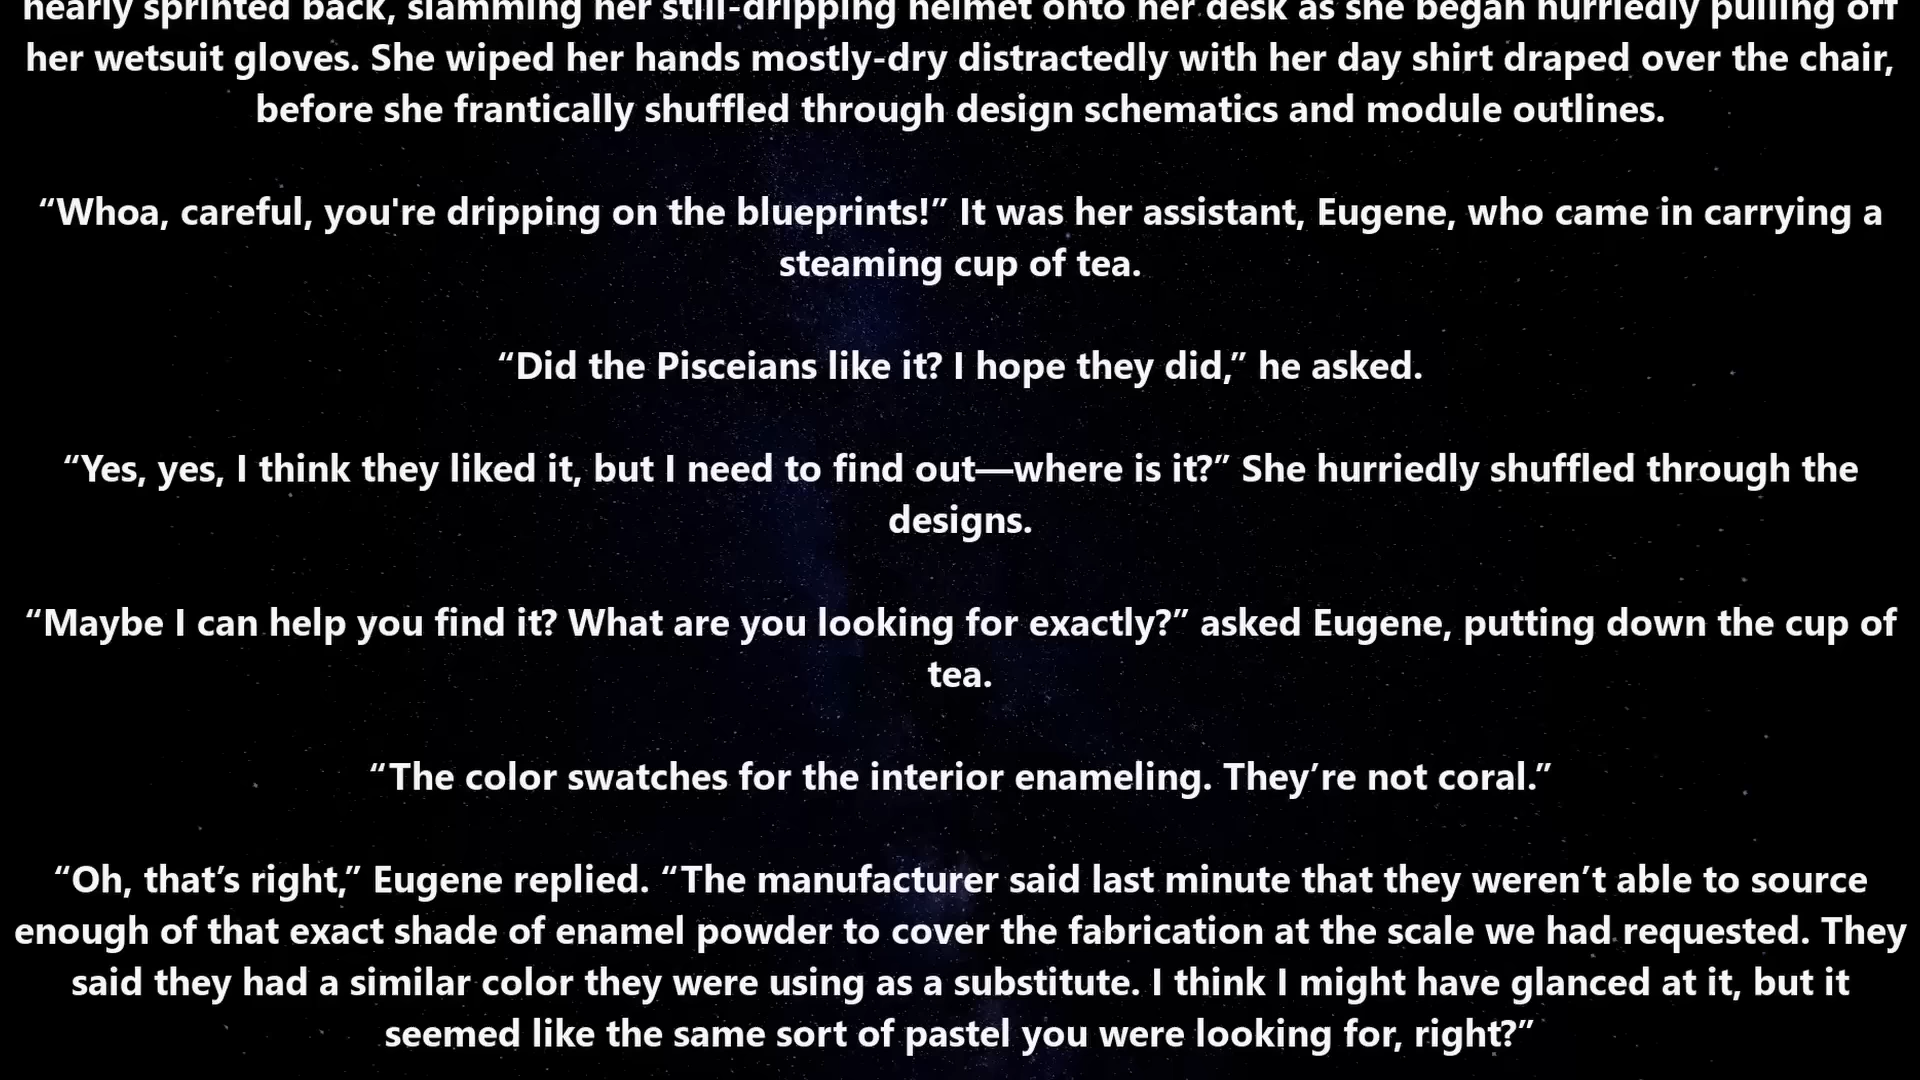 nearly sprinted back, slamming her still-dripping helmet onto her desk as she began hurriedly pulling off
her wetsuit gloves. She wiped her hands mostly-dry distractedly with her day shirt draped over the chair,
before she frantically shuffled through design schematics and module outlines.
“Whoa, careful, you're dripping on the blueprints!” It was her assistant, Eugene, who came in carrying a
steaming cup of tea.
“Did the Pisceians like it? I hope they did,” he asked.
“Yes, yes, I think they liked it, but I need to find out—where is it?” She hurriedly shuffled through the
designs.
“Maybe I can help you find it? What are you looking for exactly?” asked Eugene, putting down the cup of
tea.
“The color swatches for the interior enameling. They’re not coral.”
“Oh, that’s right,” Eugene replied. “The manufacturer said last minute that they weren’t able to source
enough of that exact shade of enamel powder to cover the fabrication at the scale we had requested. They
said they had a similar color they were using as a substitute. I think I might have glanced at it, but it
seemed like the same sort of pastel you were looking for, right?”